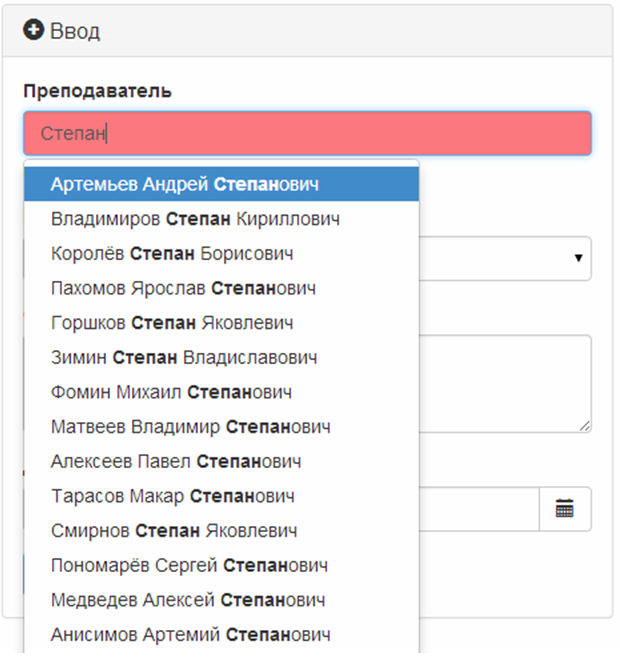 Ввод
Преподаватель
Степан
Артемьев Андрей Степанович
Владимиров Степан Кириллович
Королёв Степан Борисович
Пахомов Ярослав Степанович
Горшков Степан Яковлевич
Зимин Степан Владиславович
Фомин Михаил Степанович
Матвеев Владимир Степанович
Алексеев Павел Степанович
Тарасов Макар Степанович
Смирнов Степан Яковлевич
Пономарёв Сергей Степанович
Медведев Алексей Степанович
Анисимов Артемий Степанович